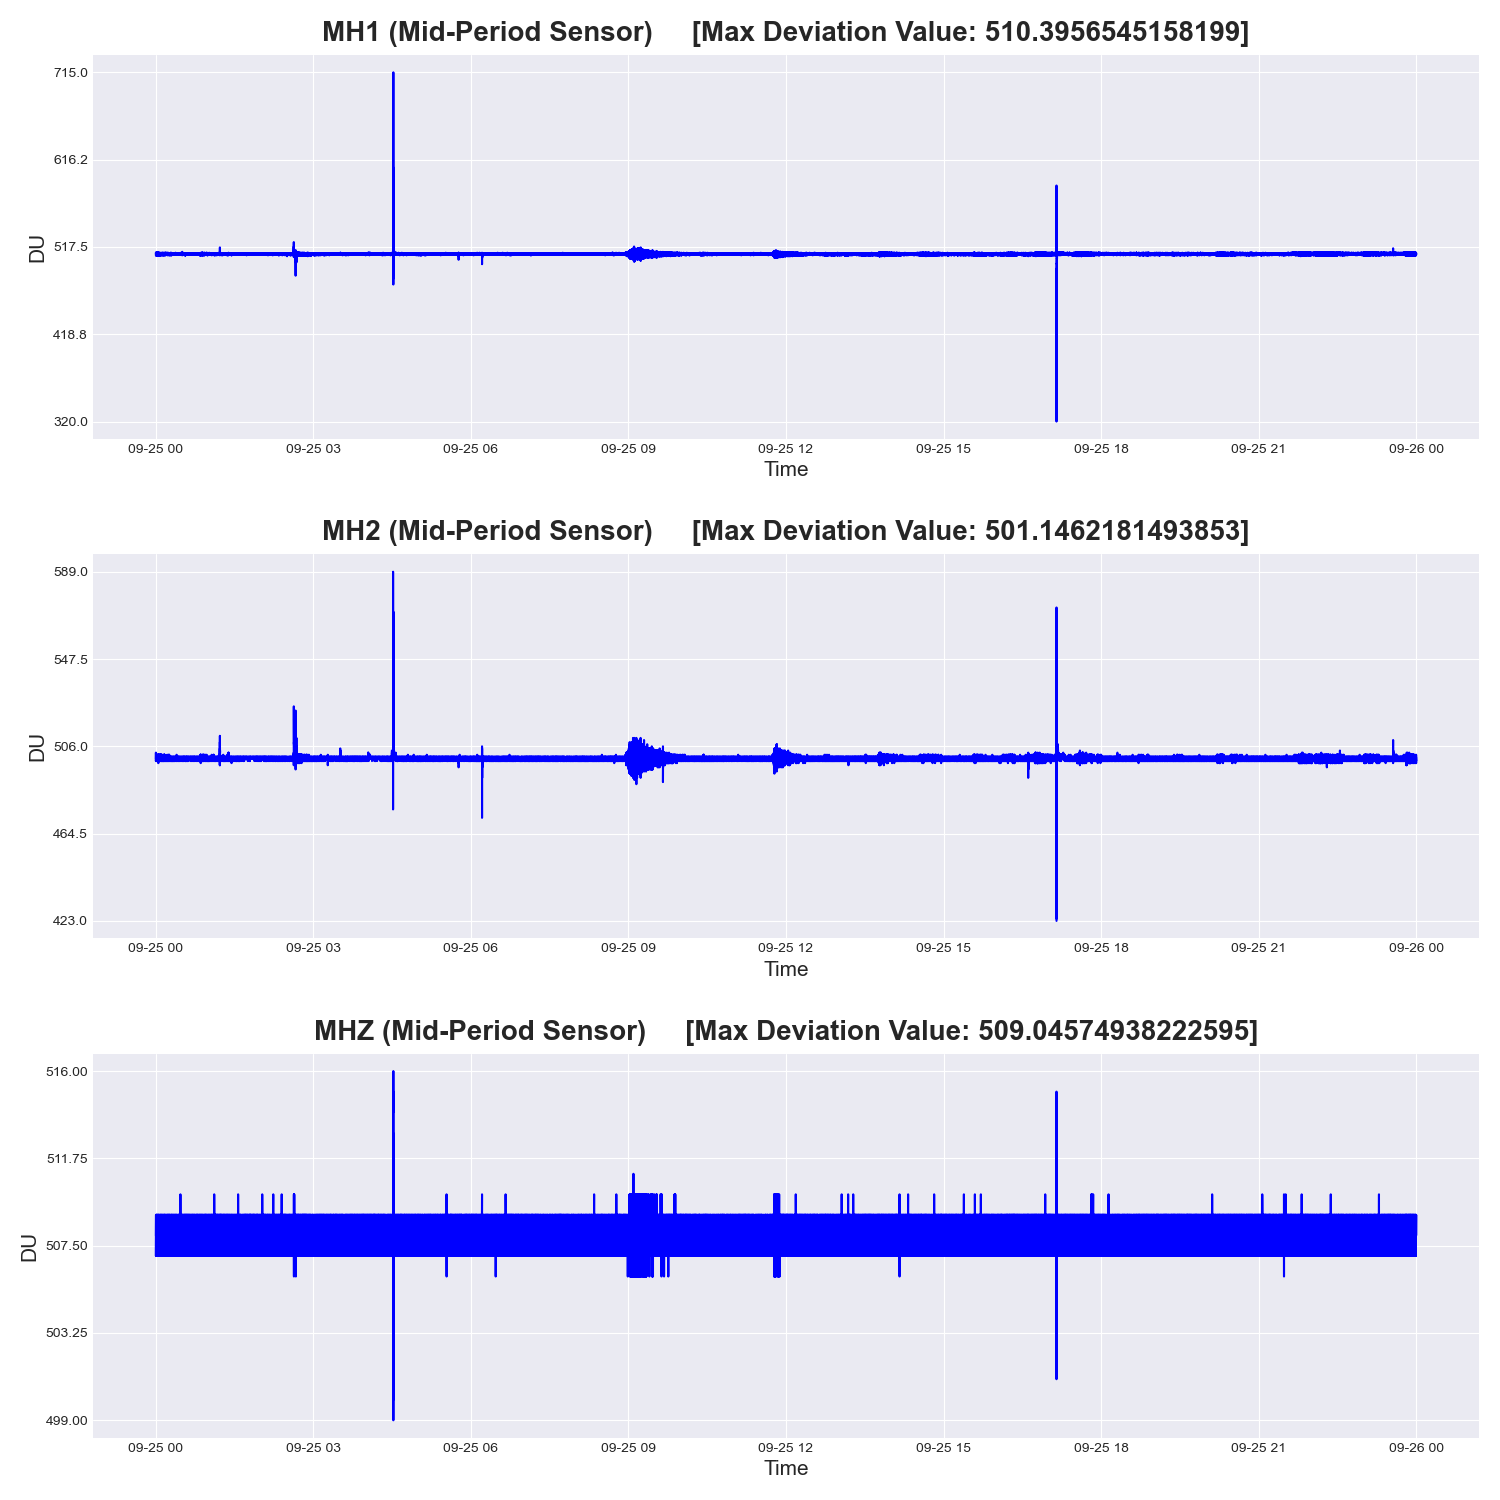 MH1 (Mid-Period Sensor) [Max Deviation Value: 510.3956545158199]
715.0
616.2
517.5
418.8
320.0
DU
09-25 00 09-25 03 09-25 06 09-25 09 09-25 12 09-25 15 09-25 18 09-25 21 09-26 00
Time
MH2 (Mid-Period Sensor) [Max Deviation Value: 501.1462181493853]
589.0
547.5
506.0
464.5
423.0
DU
09-25 00 09-25 03 09-25 06 09-25 09 09-25 12 09-25 15 09-25 18 09-25 21 09-26 00
Time
MHZ (Mid-Period Sensor) [Max Deviation Value: 509.04574938222595]
516.00
511.75
507.50
503.25
499.00
DU
09-25 00 09-25 03 09-25 06 09-25 09 09-25 12 09-25 15 09-25 18 09-25 21 09-26 00
Time